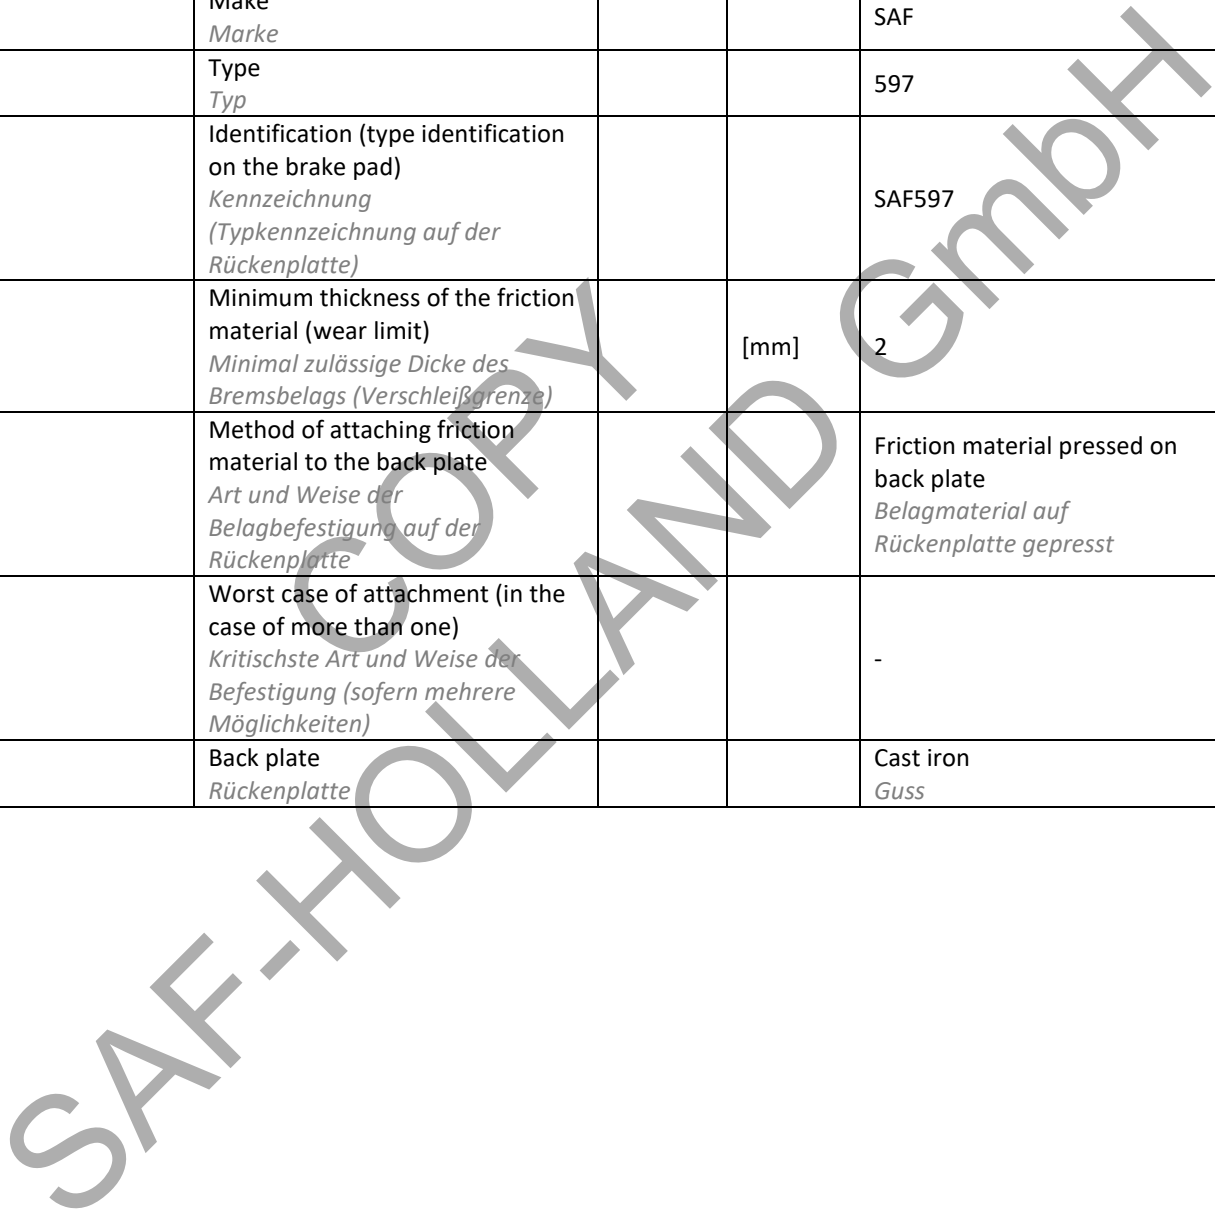 Make
Marke
SAF
Type
Typ
597
Identification (type identification
on the brake pad)
Kennzeichnung
(Typkennzeichnung auf der
Rückenplatte)
SAF597
Minimum thickness of the friction
material (wear limit)
Minimal zulässige Dicke des
Bremsbelags (Verschleißgrenze)
[mm]
2
Method of attaching friction
material to the back plate
Art und Weise der
Belagbefestigung auf der
Rückenplatte
Friction material pressed on
back plate
Belagmaterial auf
Rückenplatte gepresst
Worst case of attachment (in the
case of more than one)
Kritischste Art und Weise der
Befestigung (sofern mehrere
Möglichkeiten)
-
Back plate
Rückenplatte
Cast iron
Guss
COPY
SAF-HOLLAND GmbH